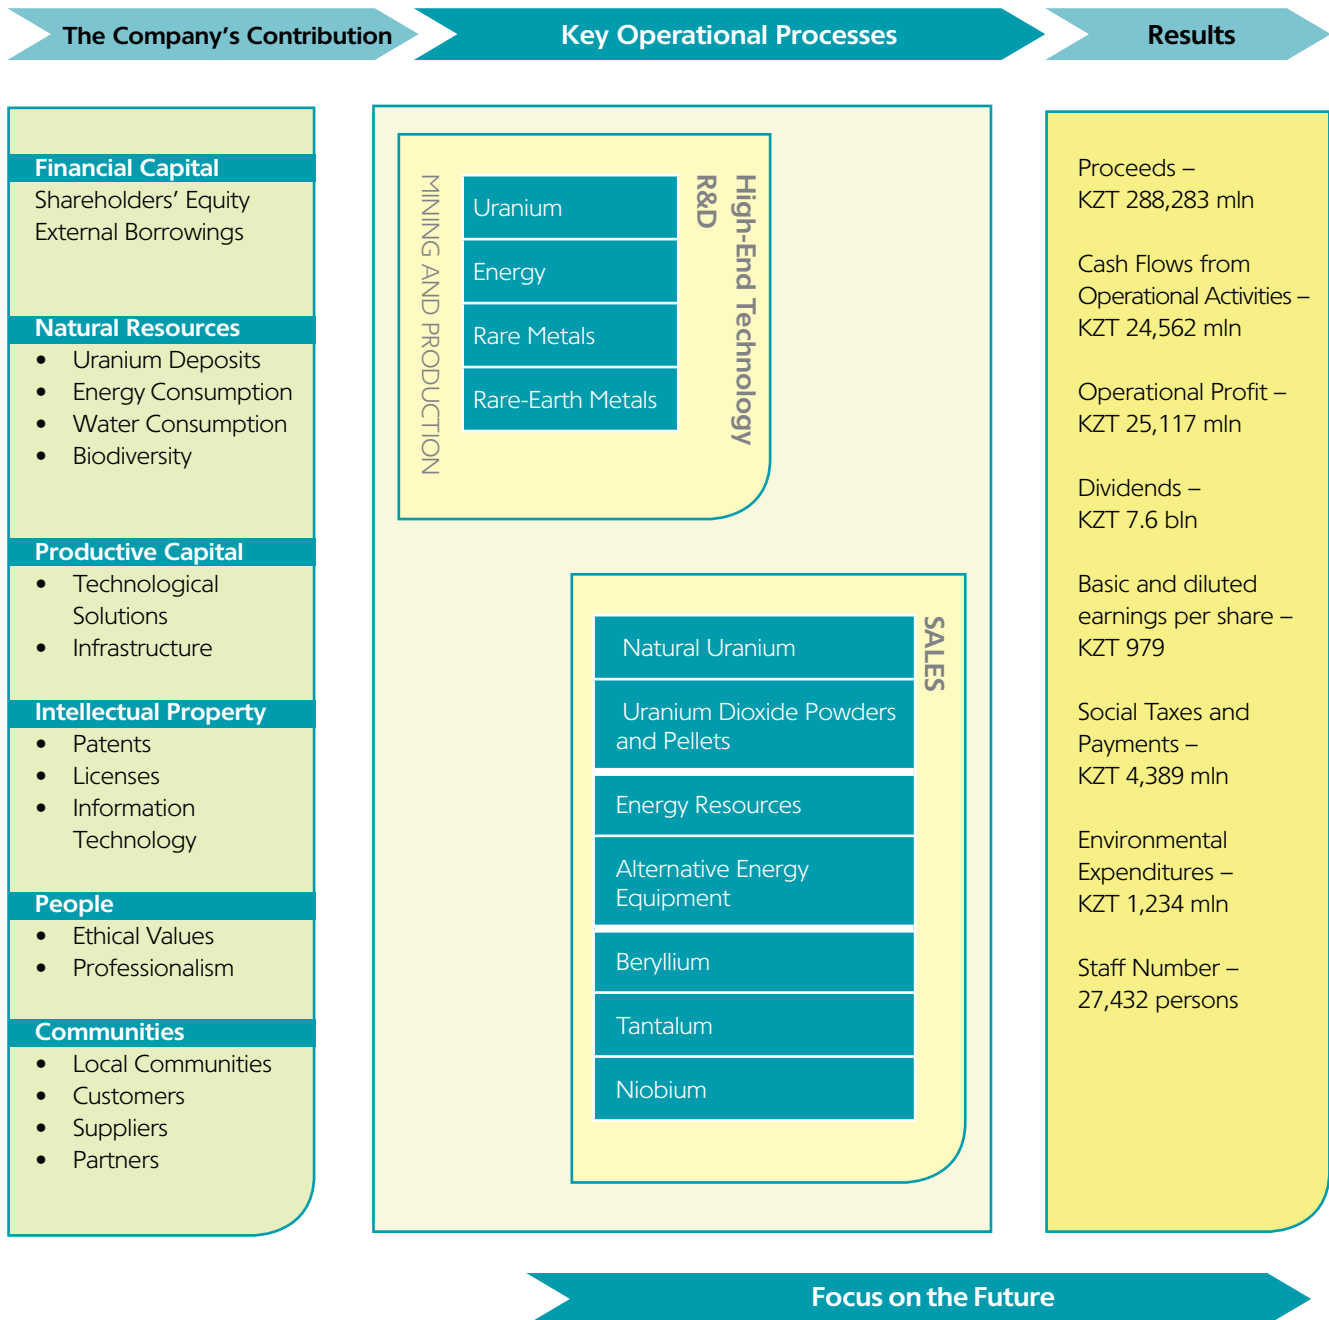 The Company’s Contribution
Key Operational Processes
Results
Financial Capital
Shareholders’ Equity
External Borrowings
Natural Resources
• Uranium Deposits
• Energy Consumption
• Water Consumption
• Biodiversity
Productive Capital
• Technological
Solutions
• Infrastructure
Intellectual Property
• Patents
• Licenses
• Information
Technology
People
• Ethical Values
• Professionalism
Communities
• Local Communities
• Customers
• Suppliers
• Partners
MINING AND PRODUCTION
Uranium
Energy
Rare Metals
Rare-Earth Metals
High-End Technology
R&D
SALES
Natural Uranium
Uranium Dioxide Powders
and Pellets
Energy Resources
Alternative Energy
Equipment
Beryllium
Tantalum
Niobium
Proceeds –
KZT 288,283 mln
Cash Flows from
Operational Activities –
KZT 24,562 mln
Operational Profit –
KZT 25,117 mln
Dividends –
KZT 7.6 bln
Basic and diluted
earnings per share –
KZT 979
Social Taxes and
Payments –
KZT 4,389 mln
Environmental
Expenditures –
KZT 1,234 mln
Staff Number –
27,432 persons
Focus on the Future